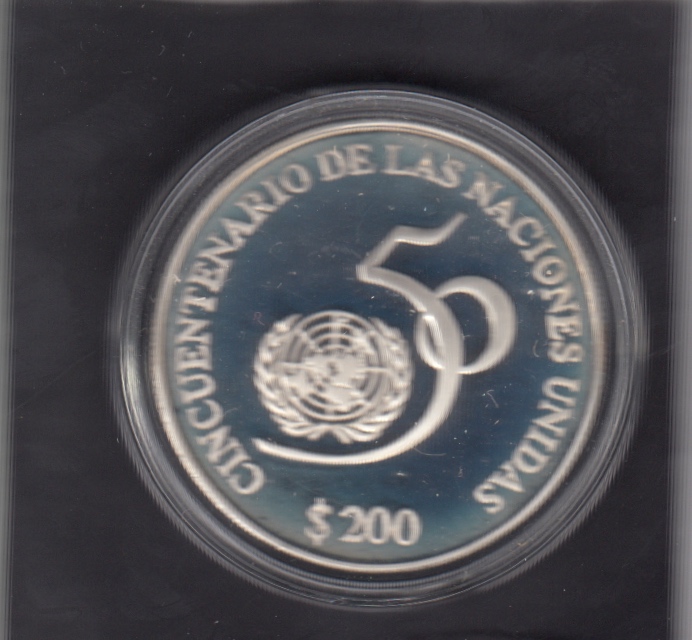 CINCUENTENARIO DE LAS NACIONES UNIDAS
50
$200